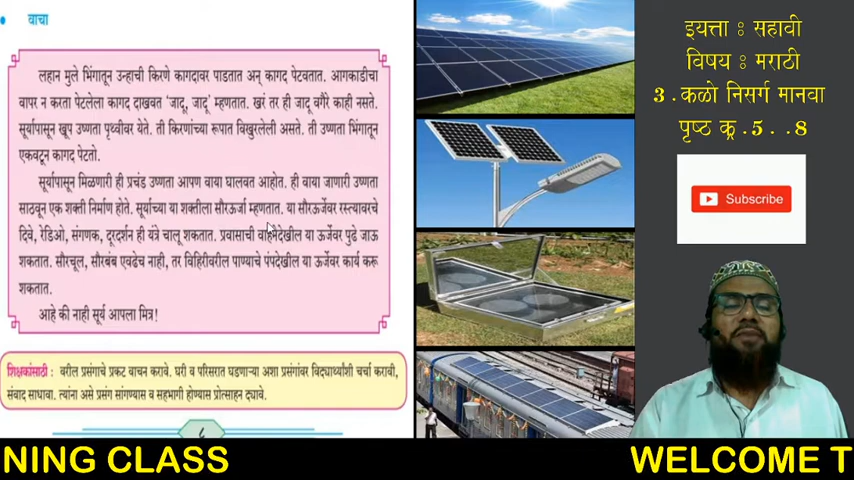 वाचा
लहान मुले भिंगातून उन्हाची किरणे कागदावर पाडतात अन् कागद पेटवतात. आगकाडीचा
वापर न करता पेटलेला कागद दाखवत 'जादू, जादू' म्हणतात. खरं तर ही जादू वगैरे काही नसते.
सूर्यापासून खूप उष्णता पृथ्वीवर येते. ती किरणांच्या रूपात विखुरलेली असते. ती उष्णता भिंगातून
एकवटून कागद पेटतो.
सूर्यापासून मिळणारी ही प्रचंड उष्णता आपण वाया घालवत आहोत. ही वाया जाणारी उष्णता
साठवून एक शक्ती निर्माण होते. सूर्याच्या या शक्तीला सौरऊर्जा म्हणतात. या सौरऊर्जेवर रस्त्यावरचे
दिवे, रेडिओ, संगणक, दूरदर्शन ही यंत्रे चालू शकतात. प्रवासाची वाहनेदेखील या ऊर्जेवर पुढे जाऊ
शकतात. सौरचूल, सौरबंब एवढेच नाही, तर विहिरीवरील पाण्याचे पंपदेखील या ऊर्जेवर कार्य करू
शकतात.
आहे की नाही सूर्य आपला मित्र!
शिक्षकांसाठी : वरील प्रसंगाचे प्रकट वाचन करावे. घरी व परिसरात घडणाऱ्या अशा प्रसंगांवर विद्यार्थ्यांशी चर्चा करावी,
संवाद साधावा. त्यांना असे प्रसंग सांगण्यास व सहभागी होण्यास प्रोत्साहन द्यावे.
इयत्ता : सहावी
विषय : मराठी
3 .कळो निसर्ग मानवा
पृष्ठ क्र .5 . .8
Subscribe
NING CLASS
WELCOME T